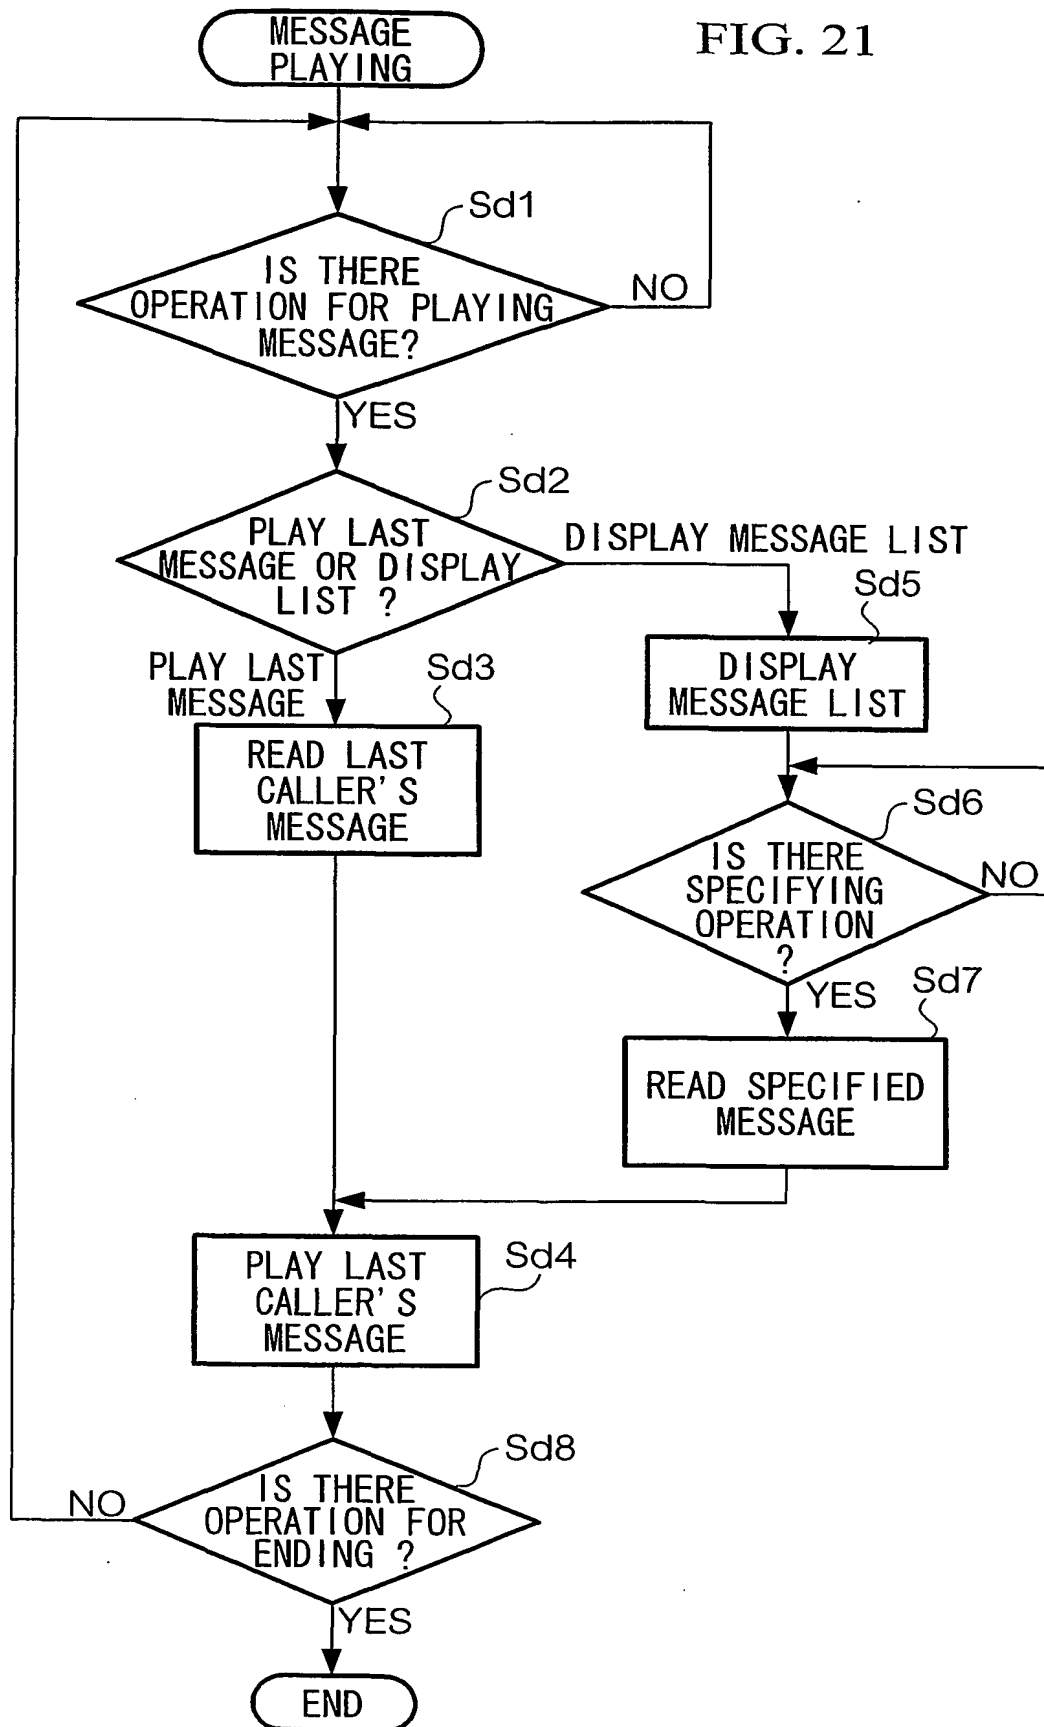 MESSAGE
PLAYING
FIG. 21
Sd1
IS THERE
OPERATION FOR PLAYING
MESSAGE?
NO
YES
Sd2
PLAY LAST
MESSAGE OR DISPLAY
LIST ?
DISPLAY MESSAGE LIST
Sd5
DISPLAY
MESSAGE LIST
PLAY LAST
MESSAGE
Sd3
READ LAST
CALLER'S
MESSAGE
Sd6
IS THERE
SPECIFYING
OPERATION
?
NO
YES
Sd7
READ SPECIFIED
MESSAGE
PLAY LAST
CALLER'S
MESSAGE
Sd4
Sd8
IS THERE
OPERATION FOR
ENDING ?
NO
YES
END